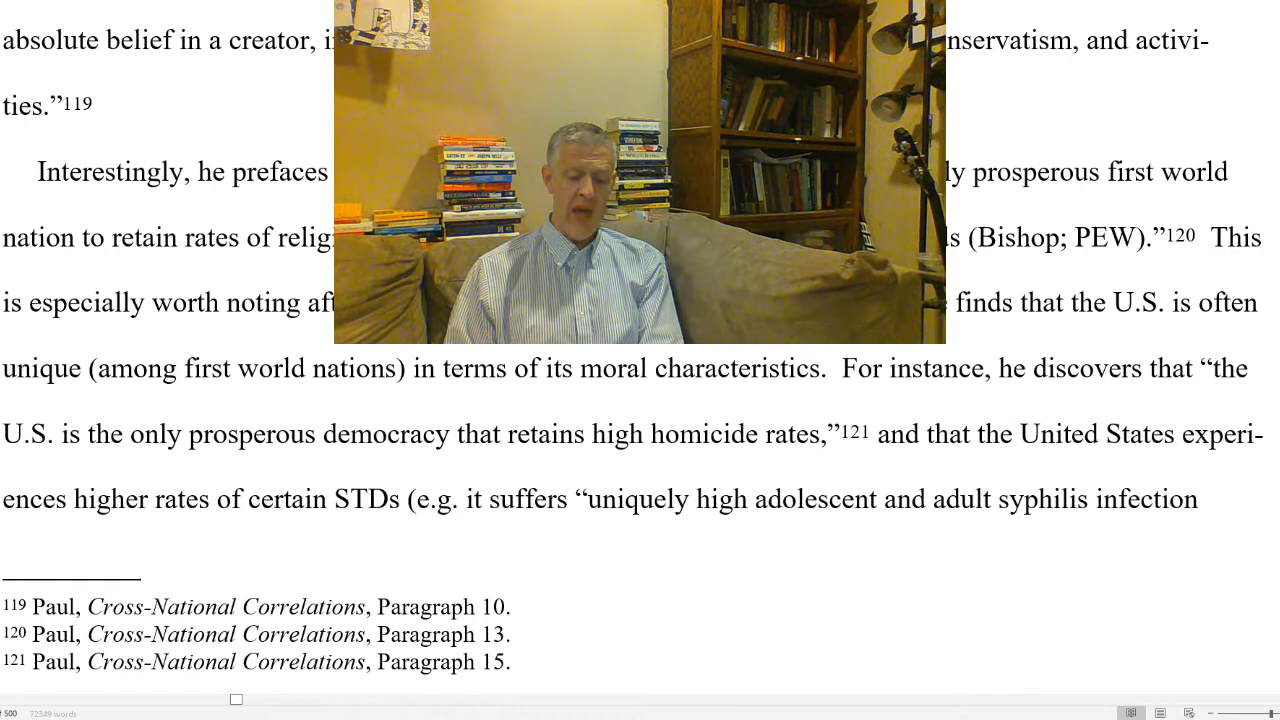 absolute belief in a creator, nservatism, and activi-
ties.”119
Interestingly, he prefaces ly prosperous first world
nation to retain rates of relig s (Bishop; PEW).”120 This
is especially worth noting aft finds that the U.S. is often
unique (among first world nations) in terms of its moral characteristics. For instance, he discovers that “the
U.S. is the only prosperous democracy that retains high homicide rates,”121 and that the United States experi-
ences higher rates of certain STDs (e.g. it suffers “uniquely high adolescent and adult syphilis infection
119 Paul, Cross-National Correlations, Paragraph 10.
120 Paul, Cross-National Correlations, Paragraph 13.
121 Paul, Cross-National Correlations, Paragraph 15.
f 500 72349 words